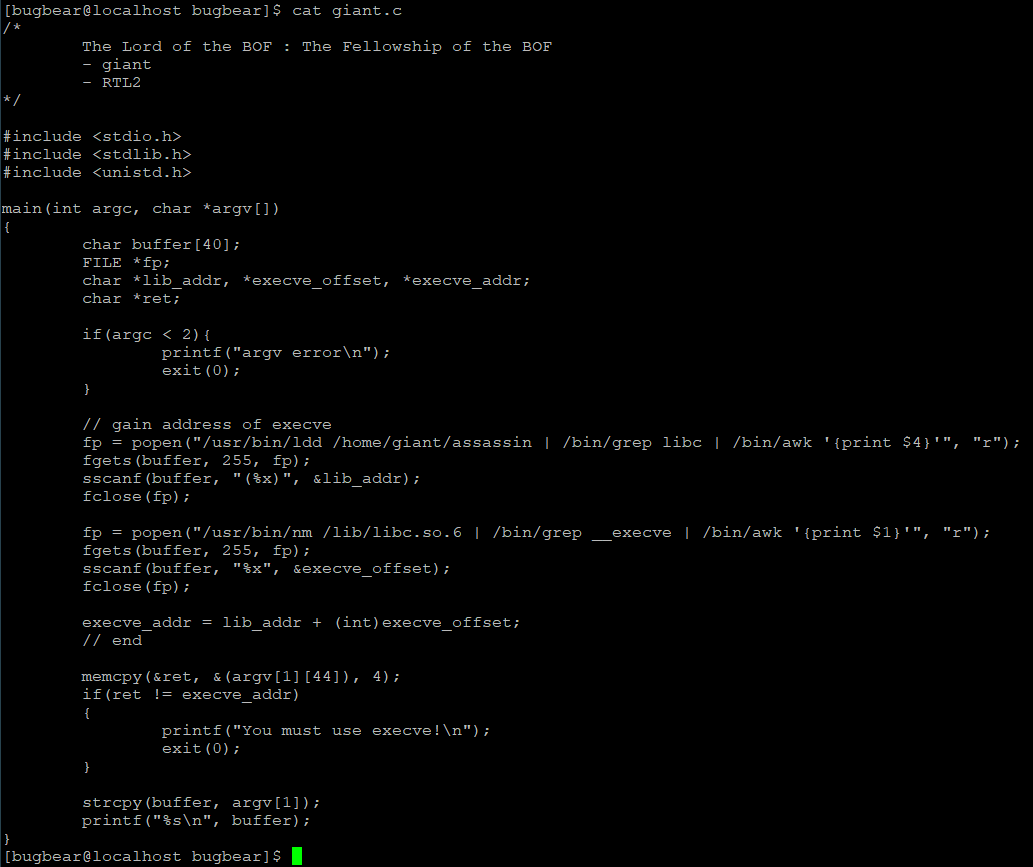 [bugbear@localhost bugbear]$ cat giant.c
/*
        The Lord of the BOF : The Fellowship of the BOF
        - giant
        - RTL2
*/

#include <stdio.h>
#include <stdlib.h>
#include <unistd.h>

main(int argc, char *argv[])
{
        char buffer[40];
        FILE *fp;
        char *lib_addr, *execve_offset, *execve_addr;
        char *ret;

        if(argc < 2){
                printf("argv error\n");
                exit(0);
        }

        // gain address of execve
        fp = popen("/usr/bin/ldd /home/giant/assassin | /bin/grep libc | /bin/awk '{print $4}'", "r");
        fgets(buffer, 255, fp);
        sscanf(buffer, "(%x)", &lib_addr);
        fclose(fp);

        fp = popen("/usr/bin/nm /lib/libc.so.6 | /bin/grep __execve | /bin/awk '{print $1}'", "r");
        fgets(buffer, 255, fp);
        sscanf(buffer, "%x", &execve_offset);
        fclose(fp);

        execve_addr = lib_addr + (int)execve_offset;
        // end

        memcpy(&ret, &(argv[1][44]), 4);
        if(ret != execve_addr)
        {
                printf("You must use execve!\n");
                exit(0);
        }

        strcpy(buffer, argv[1]);
        printf("%s\n", buffer);
}
[bugbear@localhost bugbear]$